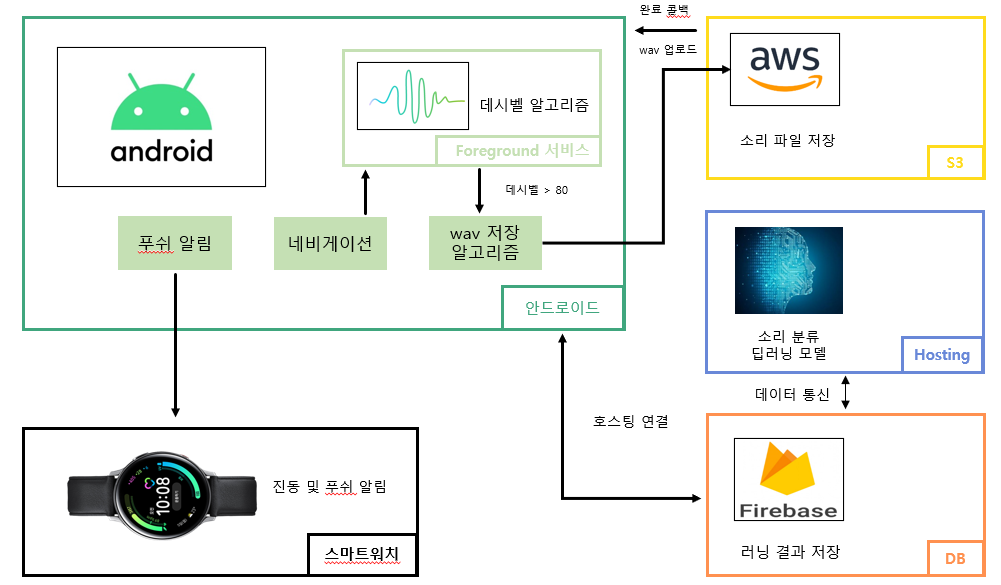 완료 콜백
wav 업로드
aws
소리 파일 저장
S3
android
데시벨 알고리즘
Foreground 서비스
데시벨 > 80
푸쉬 알림
네비게이션
wav 저장
알고리즘
안드로이드
소리 분류
딥러닝 모델
Hosting
데이터 통신
호스팅 연결
10:08
진동 및 푸쉬 알림
스마트워치
Firebase
러닝 결과 저장
DB